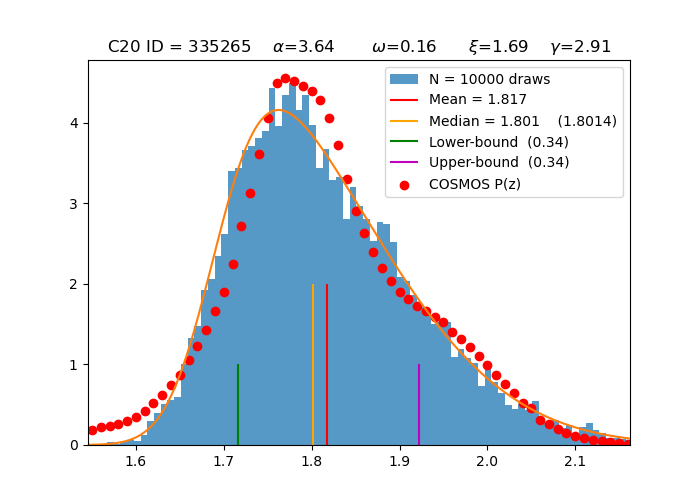 C20 ID = 335265 α=3.64 ω=0.16 ξ=1.69 γ=2.91
N = 10000 draws
Mean = 1.817
Median = 1.801 (1.8014)
Lower-bound (0.34)
Upper-bound (0.34)
COSMOS P(z)
4
3
2
1
0
1.6 1.7 1.8 1.9 2.0 2.1